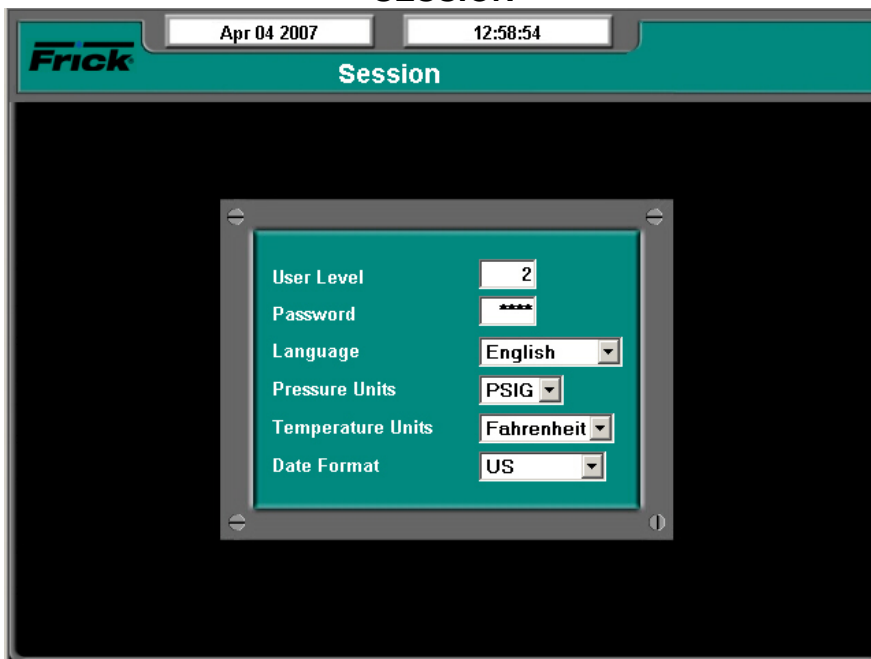 SESSION
Apr 04 2007 12:58:54
Frick
Session
User Level 2
Password ****
Language English
Pressure Units PSIG
Temperature Units Fahrenheit
Date Format US